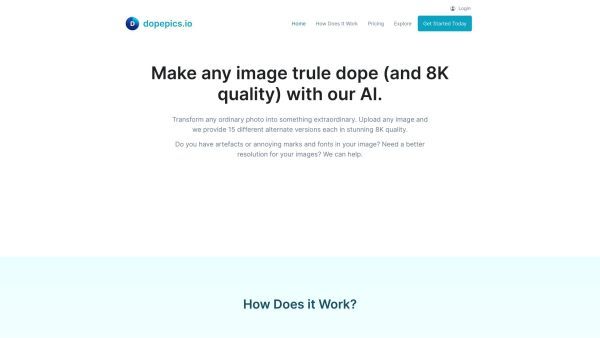 Login
D dopepics.io
Home How Does it Work Pricing Explore Get Started Today
Make any image trule dope (and 8K
quality) with our AI.
Transform any ordinary photo into something extraordinary. Upload any image and
we provide 15 different alternate versions each in stunning 8K quality.
Do you have artefacts or annoying marks and fonts in your image? Need a better
resolution for your images? We can help.
How Does it Work?